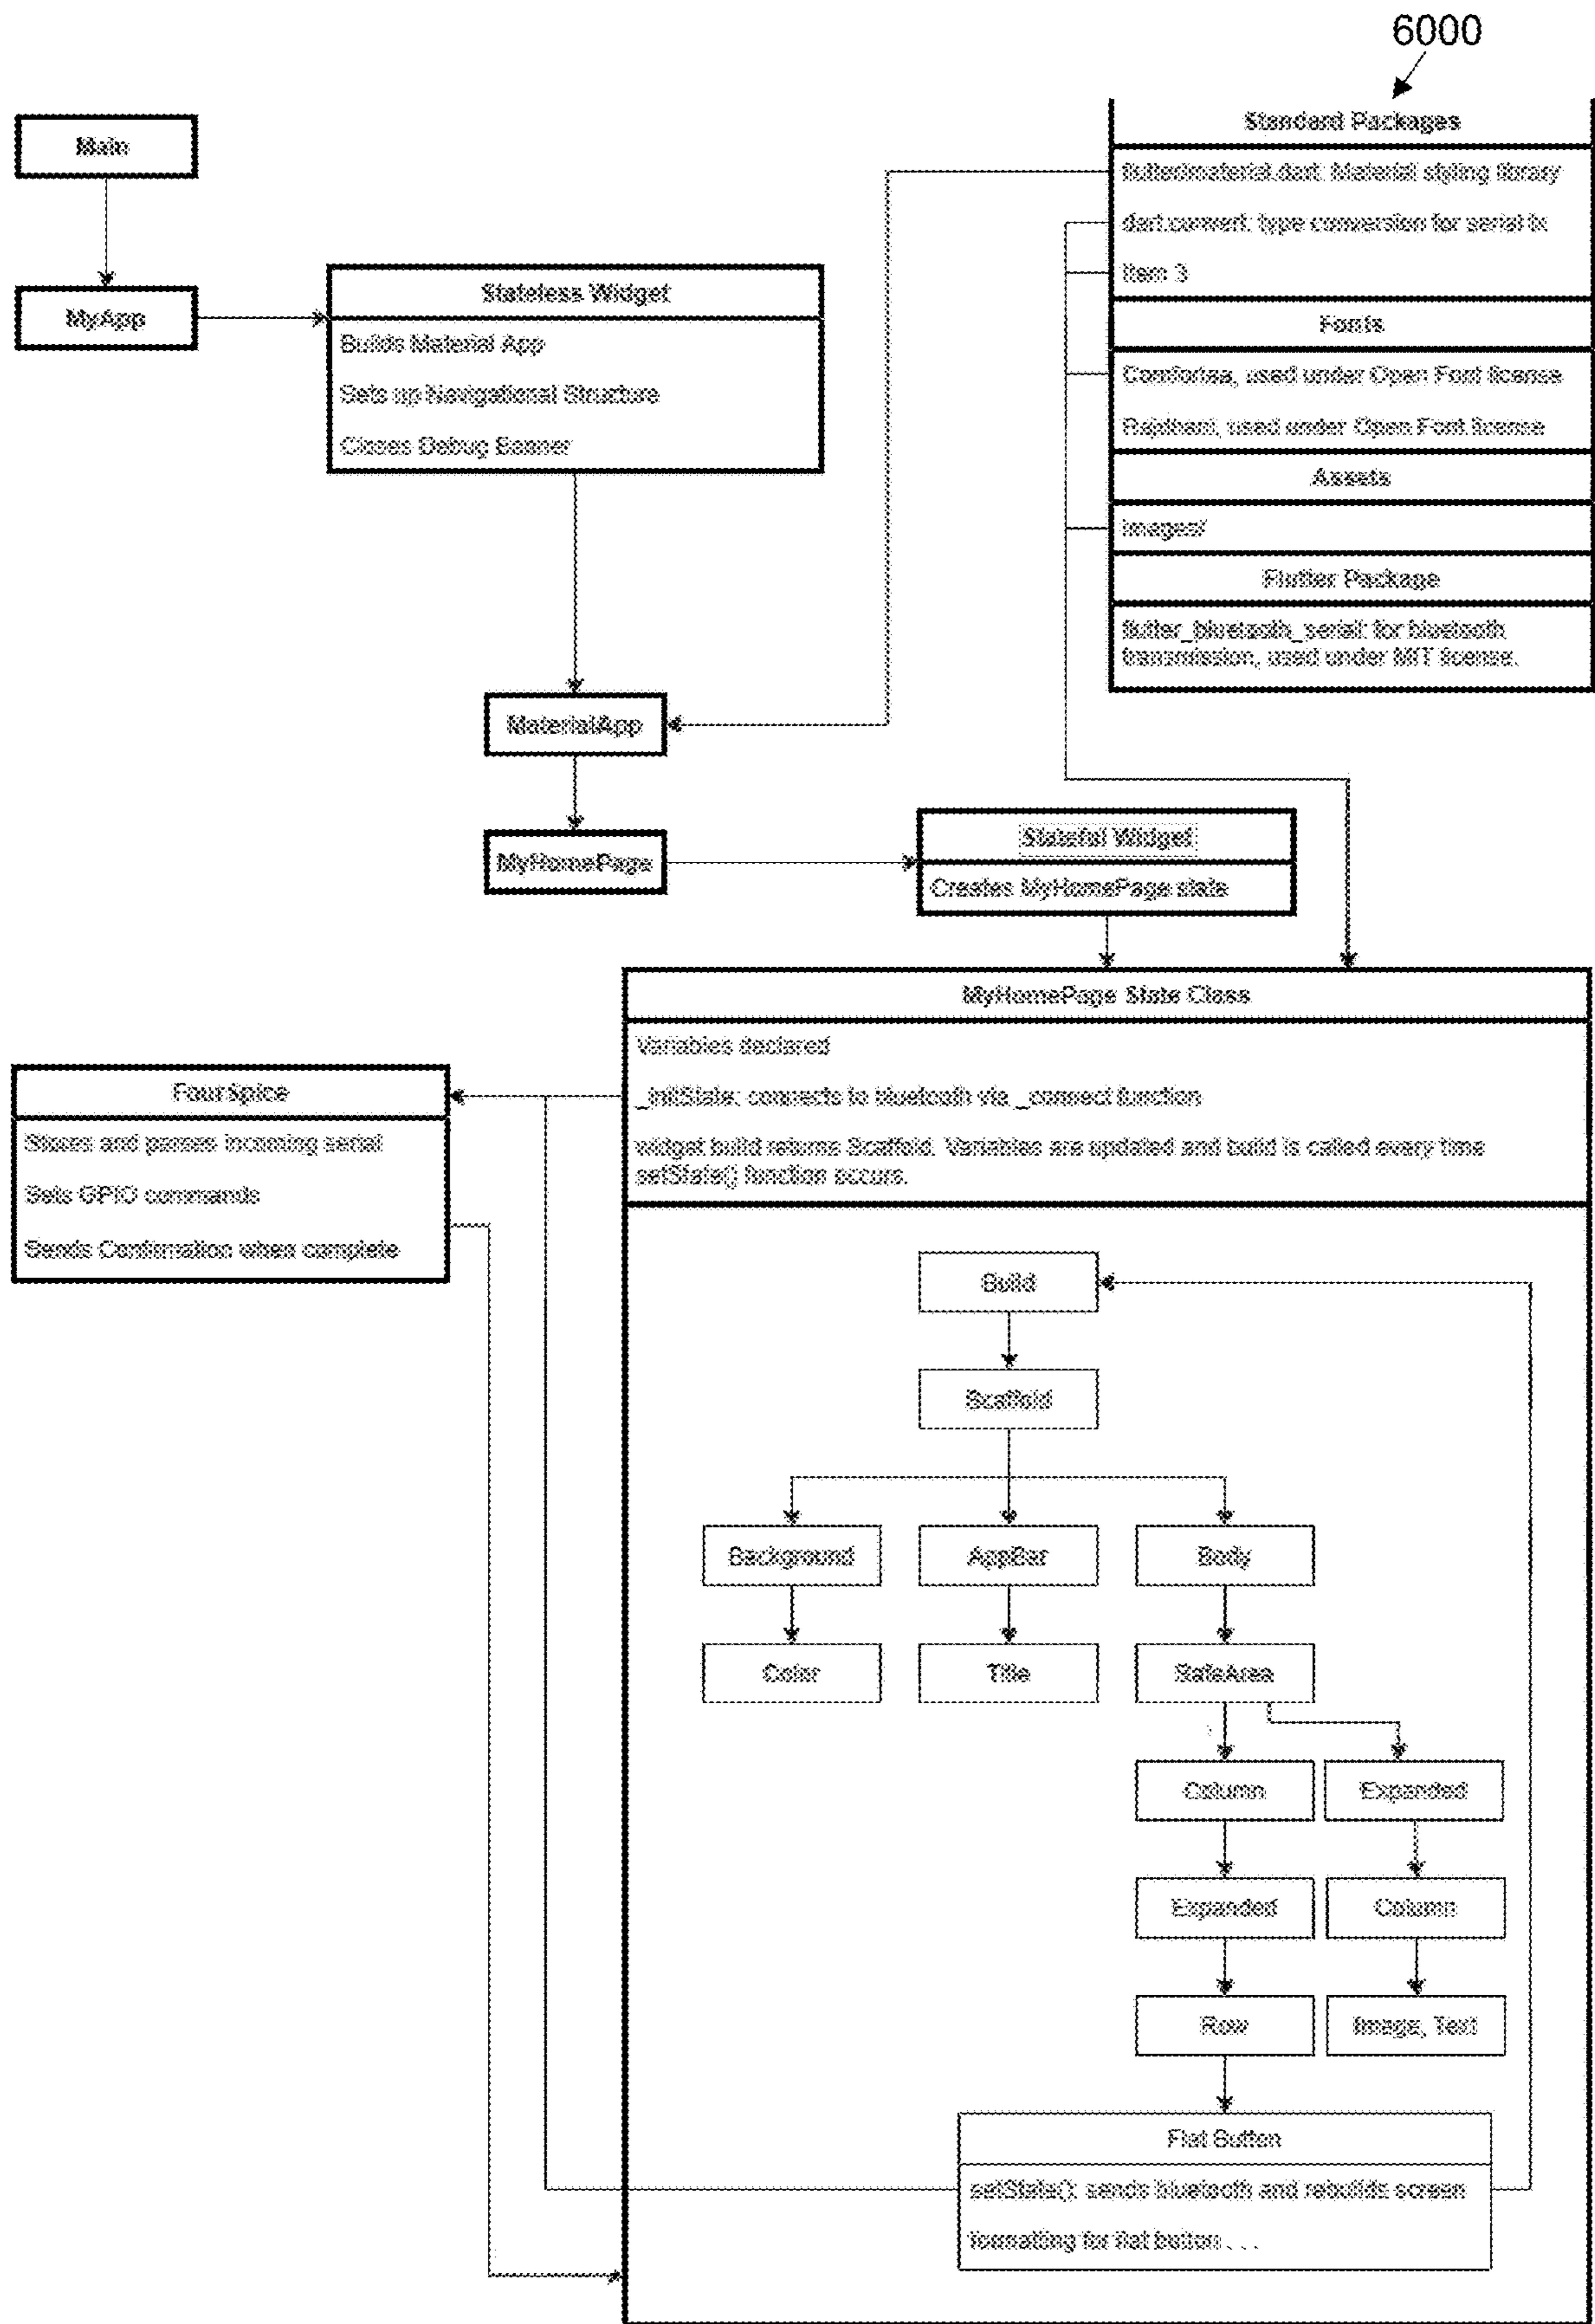 6000
Standard Packages
Main
flutter/material.dart: Material styling library
dart:convert: type conversion for serial tx
Item 3
Stateless Widget
MyApp
Fonts
Builds Material App
Comfortaa, used under Open Font license
Sets up Navigational Structure
Rajdhani, used under Open Font license
Closes Debug Banner
Assets
images/
Flutter Package
flutter_bluetooth_serial: for bluetooth
transmission, used under MIT license.
MaterialApp
Stateful Widget
MyHomePage
Creates MyHomePage state
MyHomePage State Class
Variables declared
FourSpice
_initState: connects to bluetooth via _connect function
and parses incoming serial
widget build returns Scaffold. Variables are updated and build is called every time
setState() function occurs.
Sets GPIO commands
Sends Confirmation when complete
Build
Scaffold
Background
AppBar
Body
Color
Title
SafeArea
Column
Expanded
Expanded
Column
Row
Image, Text
Flat Button
setState(): sends bluetooth and rebuilds screen
formatting for flat button . . .